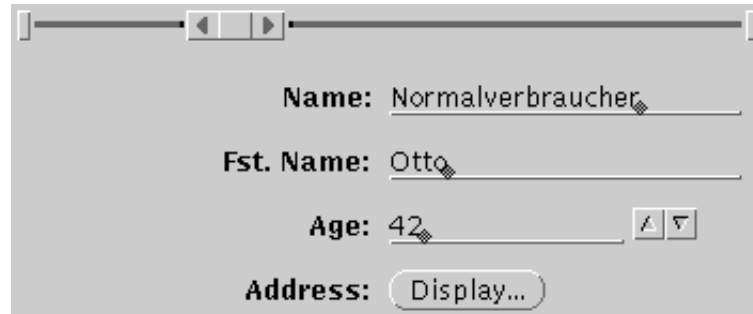 Name: Normalverbraucher
Fst. Name: Otto
Age: 42
Address: Display...